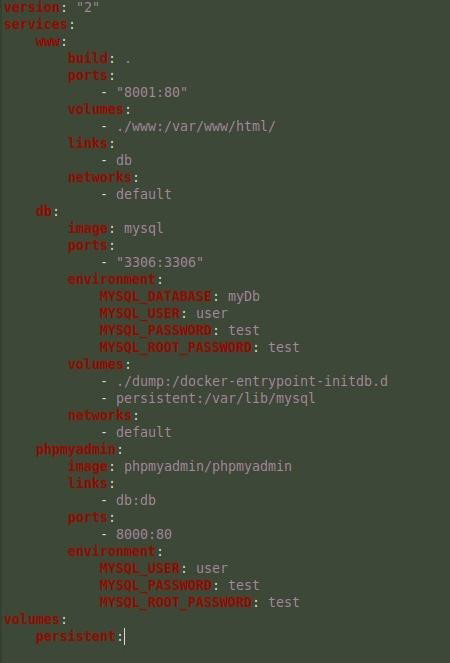 version: "2"
services:
    www:
        build: .
        ports:
            - "8001:80"
        volumes:
            - ./www:/var/www/html/
        links:
            - db
        networks:
            - default
    db:
        image: mysql
        ports:
            - "3306:3306"
        environment:
            MYSQL_DATABASE: myDb
            MYSQL_USER: user
            MYSQL_PASSWORD: test
            MYSQL_ROOT_PASSWORD: test
        volumes:
            - ./dump:/docker-entrypoint-initdb.d
            - persistent:/var/lib/mysql
        networks:
            - default
    phpmyadmin:
        image: phpmyadmin/phpmyadmin
        links:
            - db:db
        ports:
            - 8000:80
        environment:
            MYSQL_USER: user
            MYSQL_PASSWORD: test
            MYSQL_ROOT_PASSWORD: test
volumes:
    persistent: